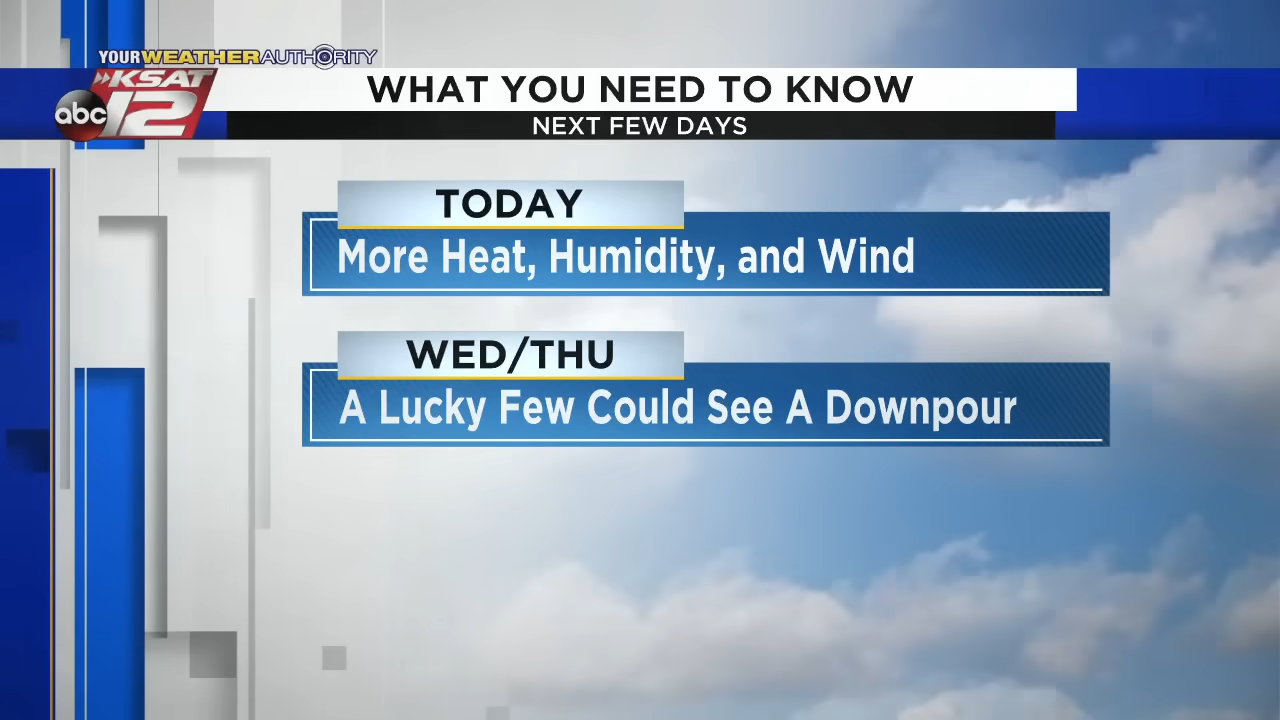 YOUR WEATHER AUTHORITY
KSAT
abc 12
WHAT YOU NEED TO KNOW
NEXT FEW DAYS
TODAY
More Heat, Humidity, and Wind
WED/THU
A Lucky Few Could See A Downpour